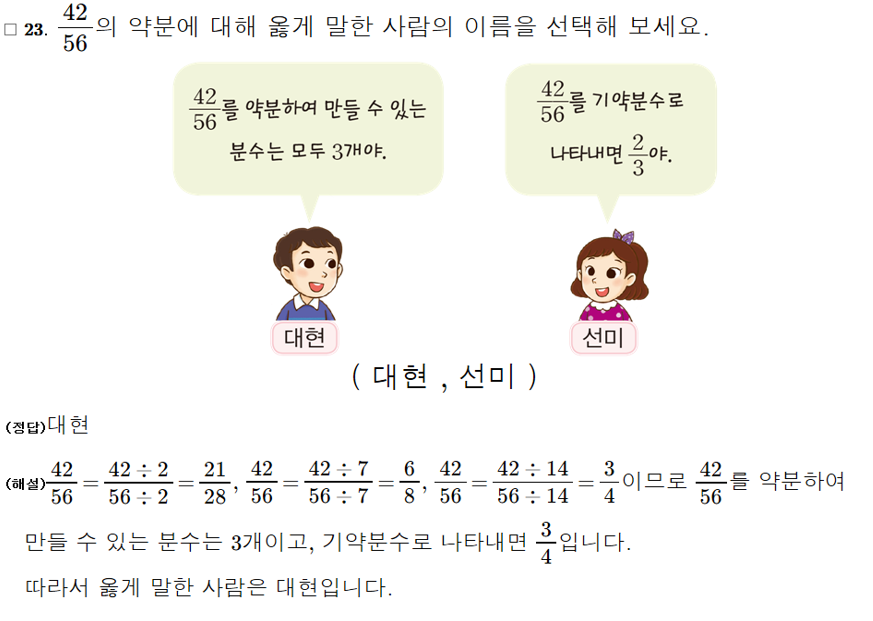 □ 23. 42/56의 약분에 대해 옳게 말한 사람의 이름을 선택해 보세요.
42/56를 약분하여 만들 수 있는
분수는 모두 3개야.
42/56를 기약분수로
나타내면 2/3야.
대현
선미
( 대현 , 선미 )
(정답)대현
(해설)42/56 = 42÷2/56÷2 = 21/28, 42/56 = 42÷7/56÷7 = 6/8, 42/56 = 42÷14/56÷14 = 3/4이므로 42/56를 약분하여
만들 수 있는 분수는 3개이고, 기약분수로 나타내면 3/4입니다.
따라서 옳게 말한 사람은 대현입니다.